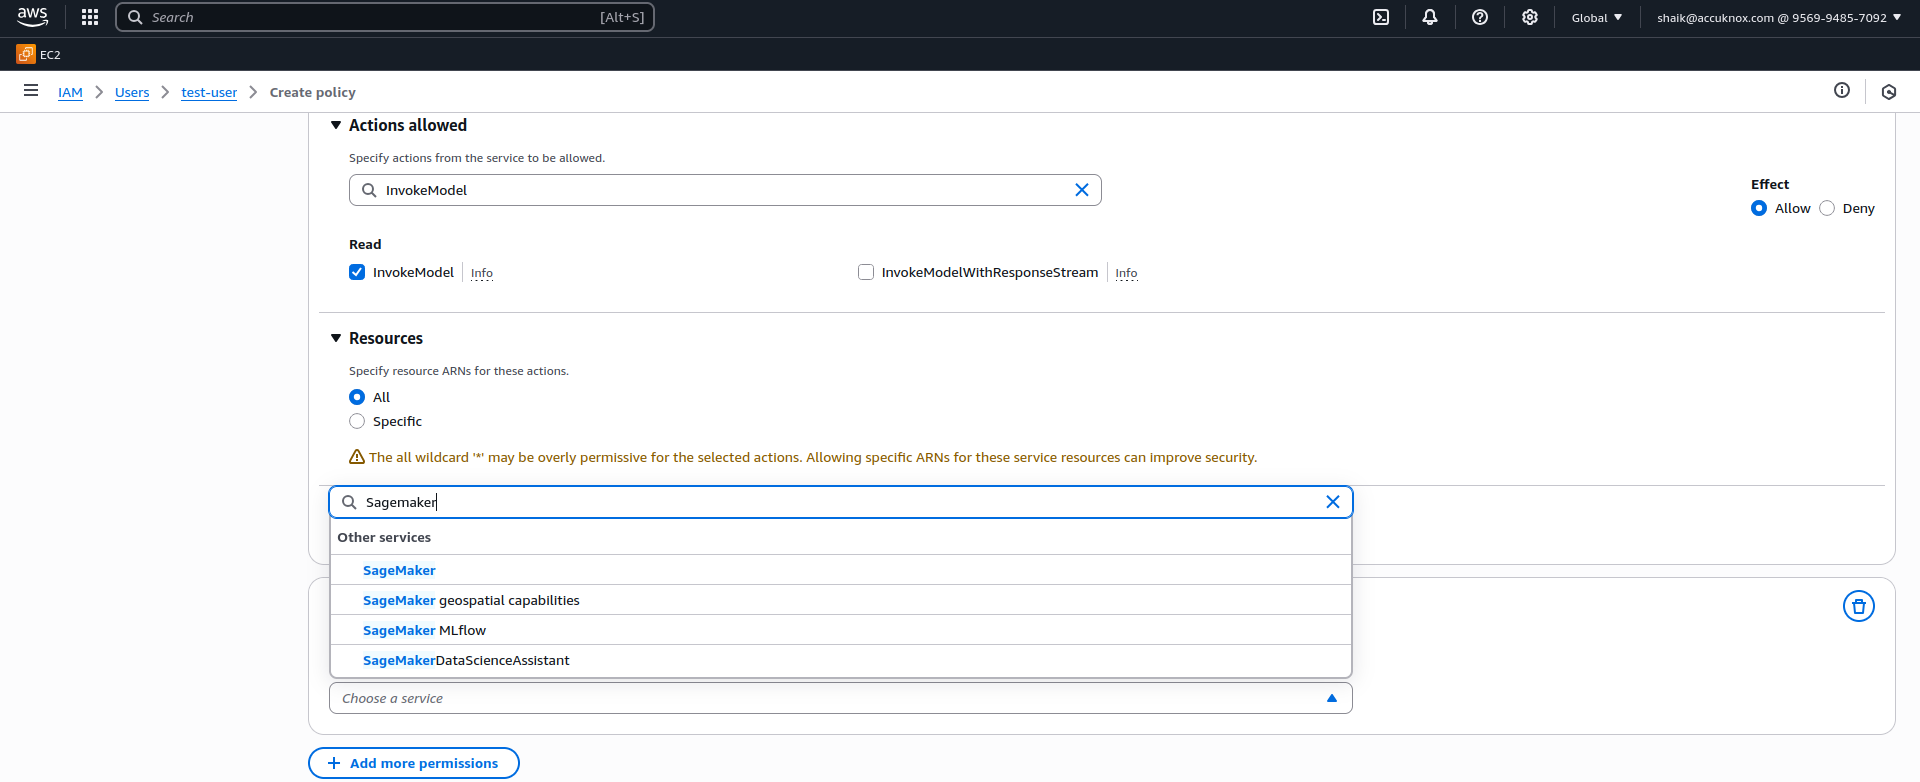 aws
Search [Alt+S]
Global
shaik@accuknox.com @ 9569-9485-7092
EC2
IAM
Users
test-user
Create policy
Actions allowed
Specify actions from the service to be allowed.
InvokeModel
Effect
Allow Deny
Read
InvokeModel Info
InvokeModelWithResponseStream Info
Resources
Specify resource ARNs for these actions.
All
Specific
The all wildcard '*' may be overly permissive for the selected actions. Allowing specific ARNs for these service resources can improve security.
Sagemaker
Other services
SageMaker
SageMaker geospatial capabilities
SageMaker MLflow
SageMakerDataScienceAssistant
Choose a service
Add more permissions